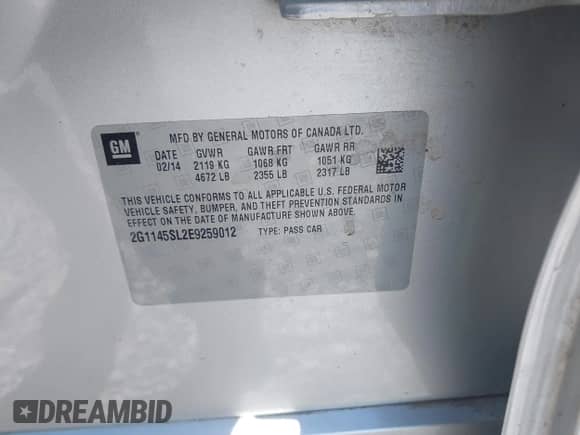 GM
MFD BY GENERAL MOTORS OF CANADA LTD.
DATE GVWR GAWR FRT GAWR RR
02/14 2119 KG 1068 KG 1051 KG
4672 LB 2355 LB 2317 LB
THIS VEHICLE CONFORMS TO ALL APPLICABLE U.S. FEDERAL MOTOR
VEHICLE SAFETY, BUMPER, AND THEFT PREVENTION STANDARDS IN
EFFECT ON THE DATE OF MANUFACTURE SHOWN ABOVE.
2G1145SL2E9259012 TYPE: PASS CAR
DREAMBID